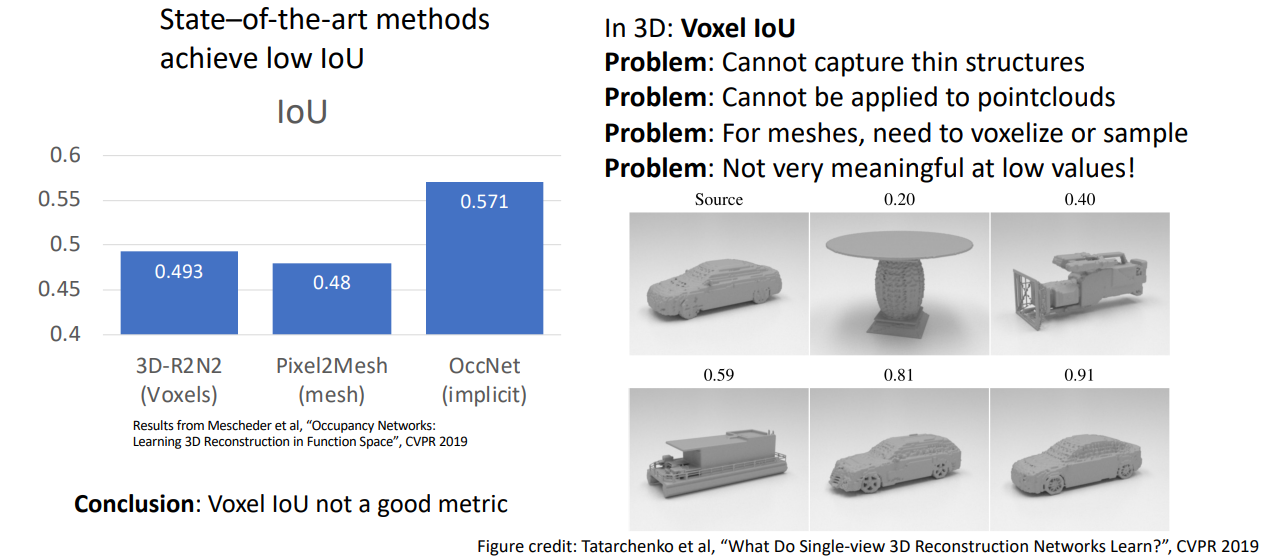 State–of-the-art methods
achieve low IoU
IoU
0.6
0.55
0.5
0.45
0.4
0.493
0.48
0.571
3D-R2N2
(Voxels)
Pixel2Mesh
(mesh)
OccNet
(implicit)
Results from Mescheder et al, “Occupancy Networks:
Learning 3D Reconstruction in Function Space”, CVPR 2019
Conclusion: Voxel IoU not a good metric
In 3D: Voxel IoU
Problem: Cannot capture thin structures
Problem: Cannot be applied to pointclouds
Problem: For meshes, need to voxelize or sample
Problem: Not very meaningful at low values!
Source 0.20 0.40
0.59 0.81 0.91
Figure credit: Tatarchenko et al, “What Do Single-view 3D Reconstruction Networks Learn?”, CVPR 2019